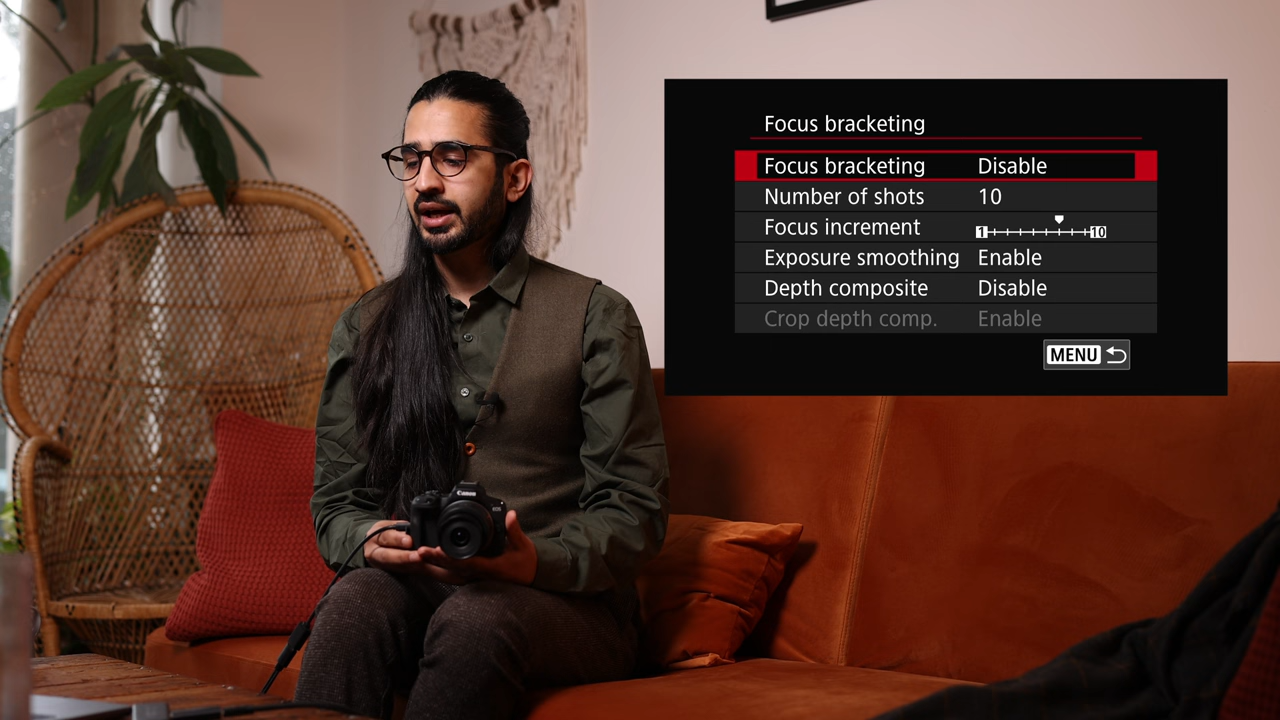 Focus bracketing
Focus bracketing Disable
Number of shots 10
Focus increment 1 10
Exposure smoothing Enable
Depth composite Disable
Crop depth comp. Enable
MENU
Canon
EOS